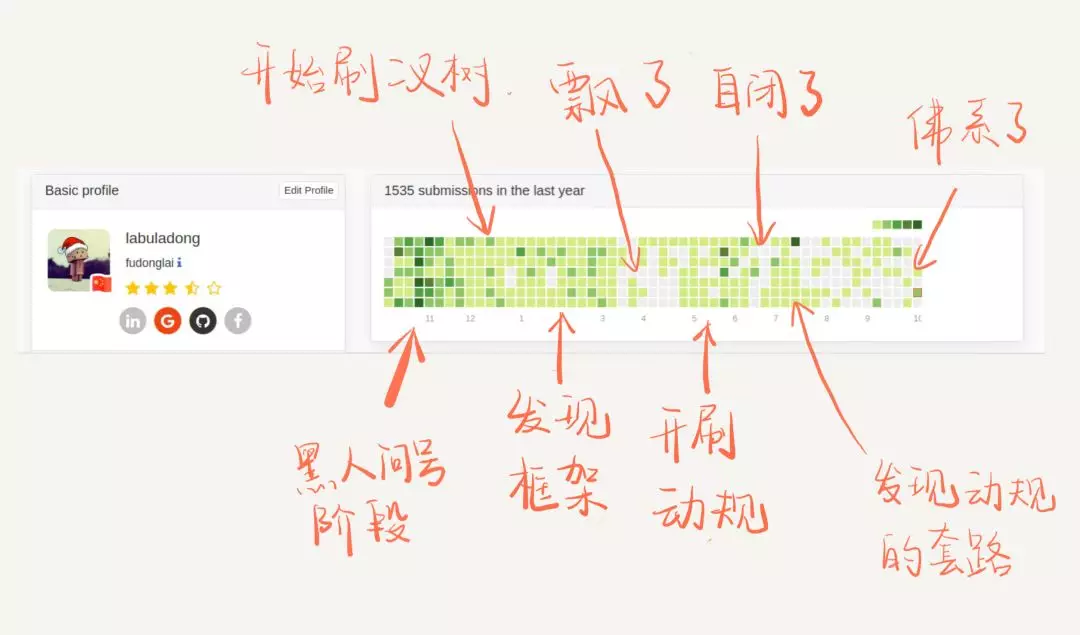 开始刷二叉树.
飘了
自闭了
佛系了
Basic profile
Edit Profile
1535 submissions in the last year
labuladong
fudonglai i
in G f
11 12 1 3 4 5 6 7 8 9 10
黑人问号
阶段
发现
框架
开刷
动规
发现动规
的套路